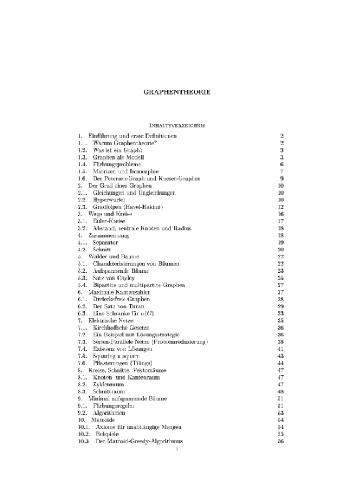 GRAPHENTHEORIE
INHALTSVERZEICHNIS
1. Einführung und erste Definitionen 2
1.1. Warum Graphentheorie? 2
1.2. Was ist ein Graph? 3
1.3. Graphen als Modell 3
1.4. Färbungsprobleme 6
1.5. Matrizen und Isomorphie 7
1.6. Der Petersen-Graph und Kneser-Graphen 9
2. Der Grad eines Graphen 10
2.1. Gleichungen und Ungleichungen 10
2.2. Hyperwürfel 10
2.3. Gradfolgen (Havel-Hakimi) 12
3. Wege und Kreise 16
3.1. Euler-Kreise 17
3.2. Abstand, zentrale Knoten und Radius 18
4. Zusammenhang 18
4.1. Separator 19
4.2. Schnitt 20
5. Wälder und Bäume 22
5.1. Charakterisierungen von Bäumen 22
5.2. Aufspannende Bäume 23
5.3. Satz von Cayley 25
5.4. Bipartite und multipartite Graphen 27
6. Maximale Kantenzahlen 27
6.1. Dreiecksfreie Graphen 28
6.2. Der Satz von Turán 29
6.3. Eine Schranke für α(G) 33
7. Elektrische Netze 35
7.1. Kirchhoffsche Gesetze 36
7.2. Ein Beispiel mit Lösungsstrategie 36
7.3. Serien-Parallele Netze (Problemreduzierung) 39
7.4. Existenz von Lösungen 41
7.5. Squaring a square 43
7.6. Pflasterungen (Tilings) 44
8. Kreise, Schnitte, Vektorräume 47
8.1. Knoten- und Kantenraum 47
8.2. Zyklenraum 47
8.3. Schnittraum 48
9. Minimal aufspannende Bäume 51
9.1. Färbungsregeln 51
9.2. Algorithmen 53
10. Matroide 54
10.1. Axiome für unabhängige Mengen 54
10.2. Beispiele 55
10.3. Der Matroid-Greedy-Algorithmus 56
1